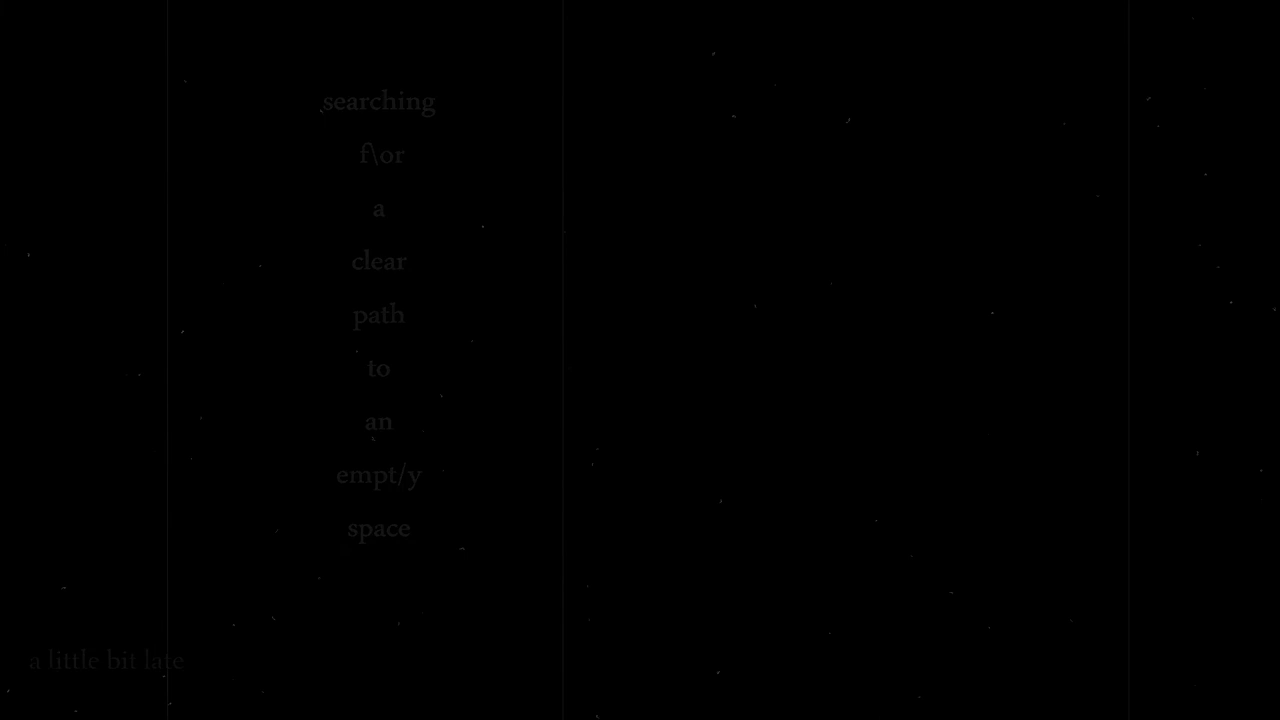 searching
f\or
a
clear
path
to
an
empt/y
space
a little bit late